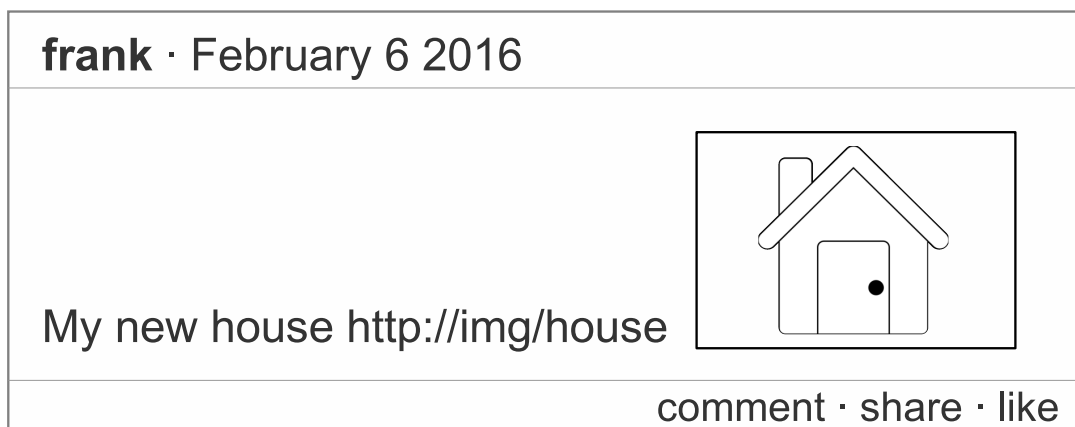 frank · February 6 2016
My new house http://img/house
comment · share · like